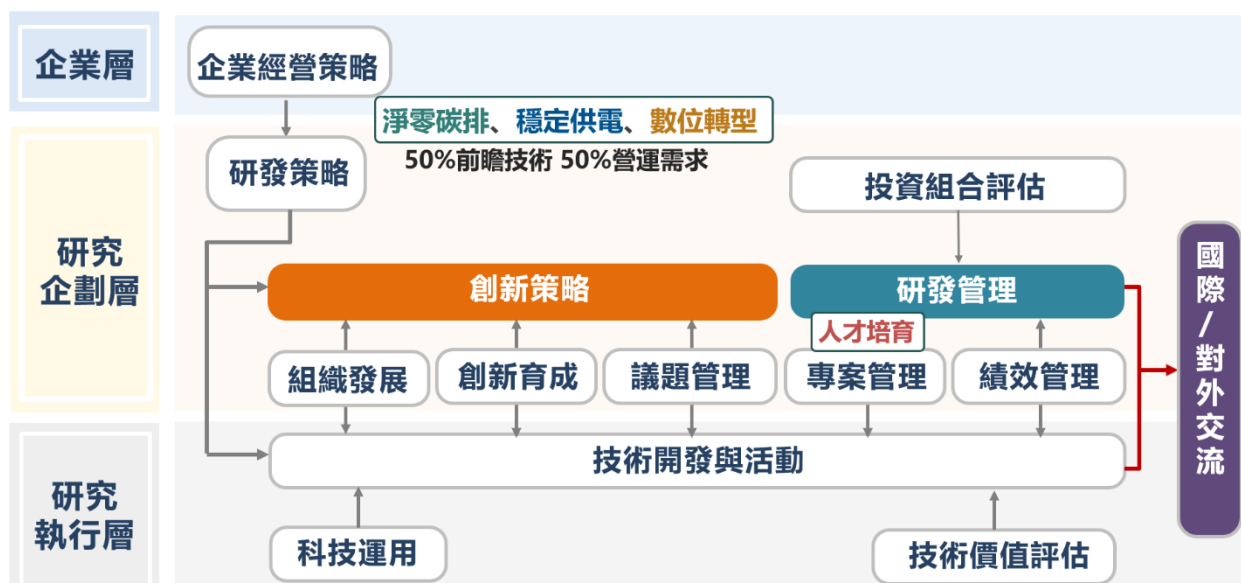 企業層
企業經營策略
淨零碳排、穩定供電、數位轉型
50%前瞻技術 50%營運需求
研究
企劃層
研發策略
投資組合評估
創新策略
研發管理
人才培育
組織發展
創新育成
議題管理
專案管理
績效管理
國際/對外交流
研究
執行層
技術開發與活動
科技運用
技術價值評估